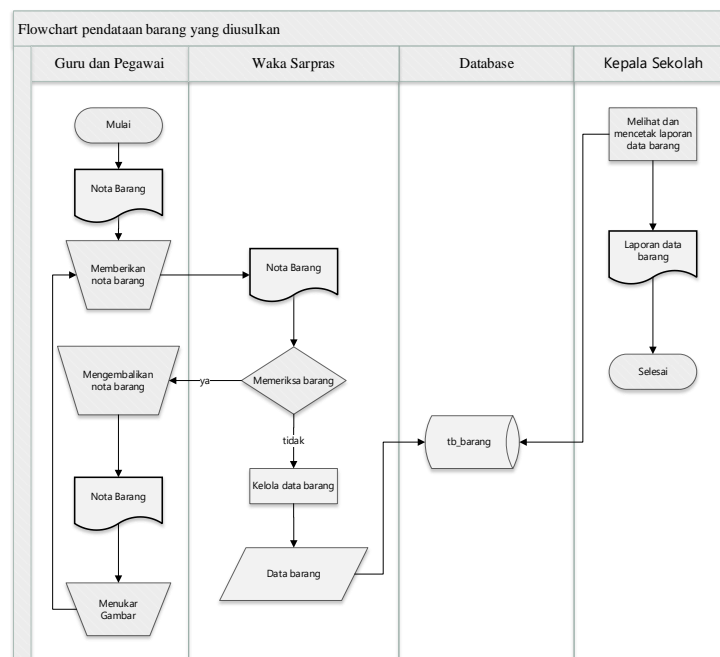 Flowchart pendataan barang yang diusulkan
Guru dan Pegawai
Waka Sarpras
Database
Kepala Sekolah
Mulai
Nota Barang
Memberikan
nota barang
Nota Barang
Mengembalikan
nota barang
ya
Memeriksa barang
tidak
Nota Barang
Kelola data barang
Menukar
Gambar
Data barang
tb_barang
Melihat dan
mencetak laporan
data barang
Laporan data
barang
Selesai